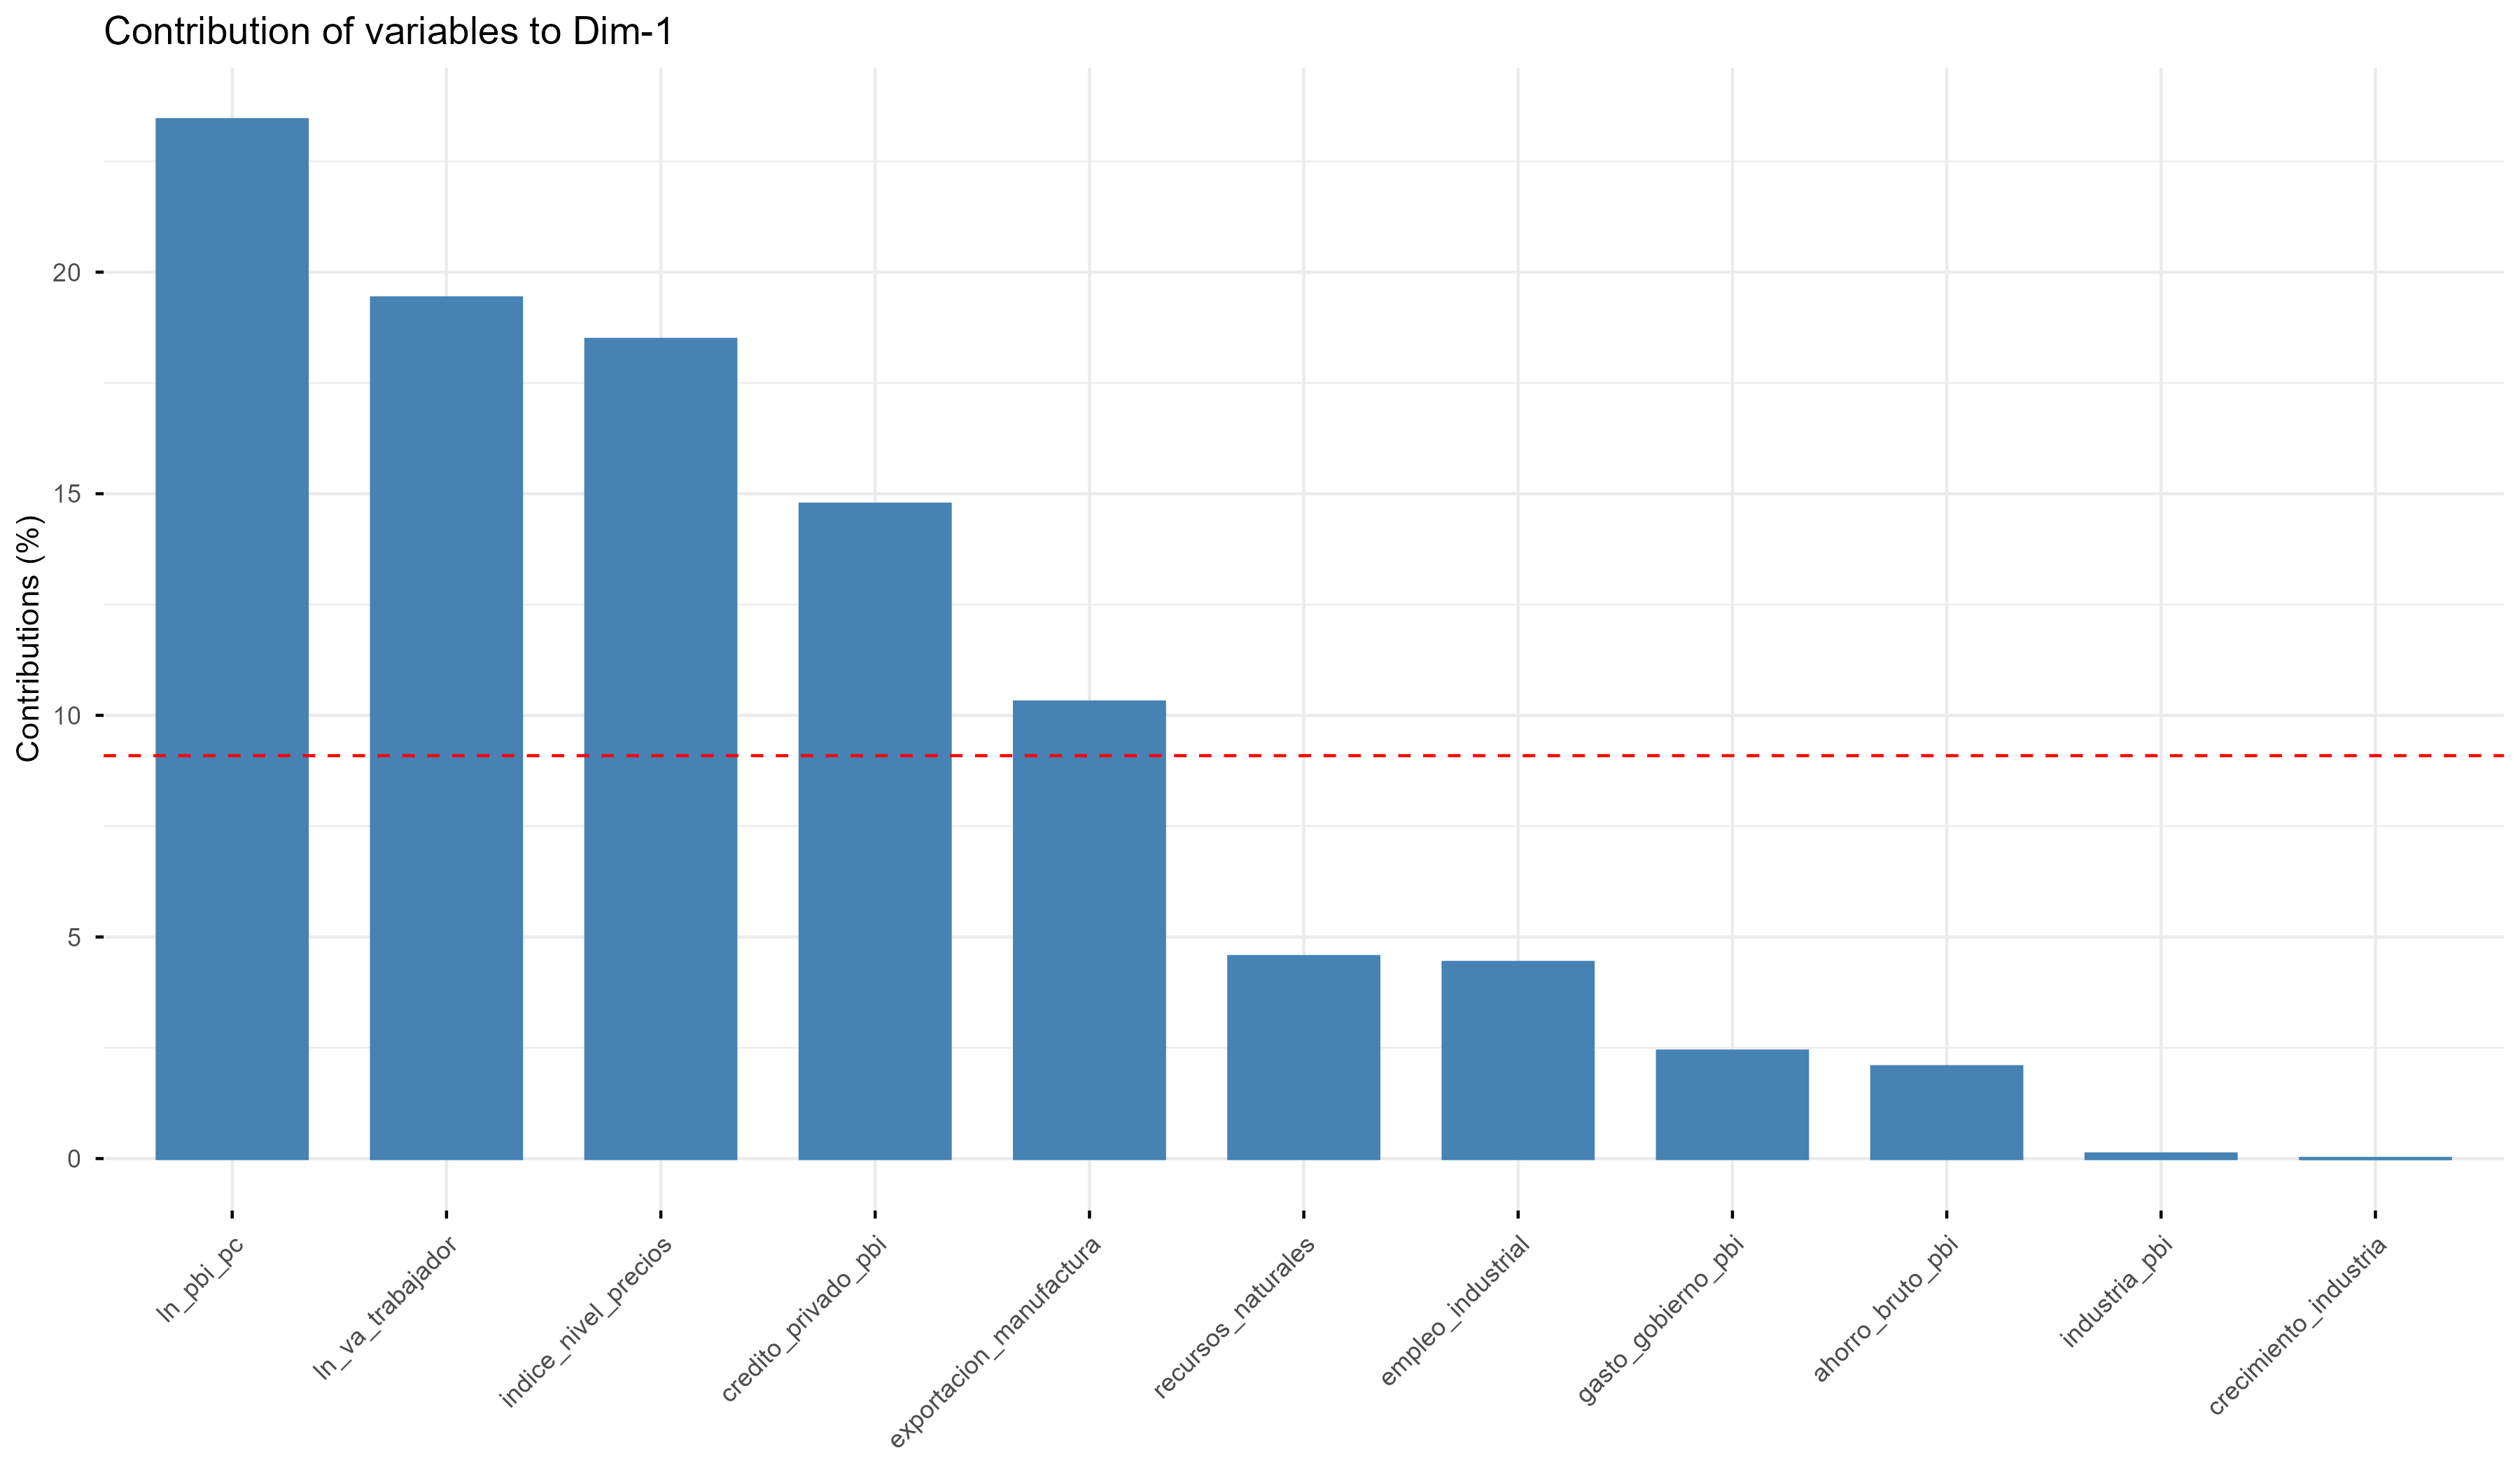 Contribution of variables to Dim-1
Contributions (%)
20
15
10
5
0
ln_pbi_pc
ln_va_trabajador
indice_nivel_precios
credito_privado_pbi
exportacion_manufactura
recursos_naturales
empleo_industrial
gasto_gobierno_pbi
ahorro_bruto_pbi
industria_pbi
crecimiento_industria